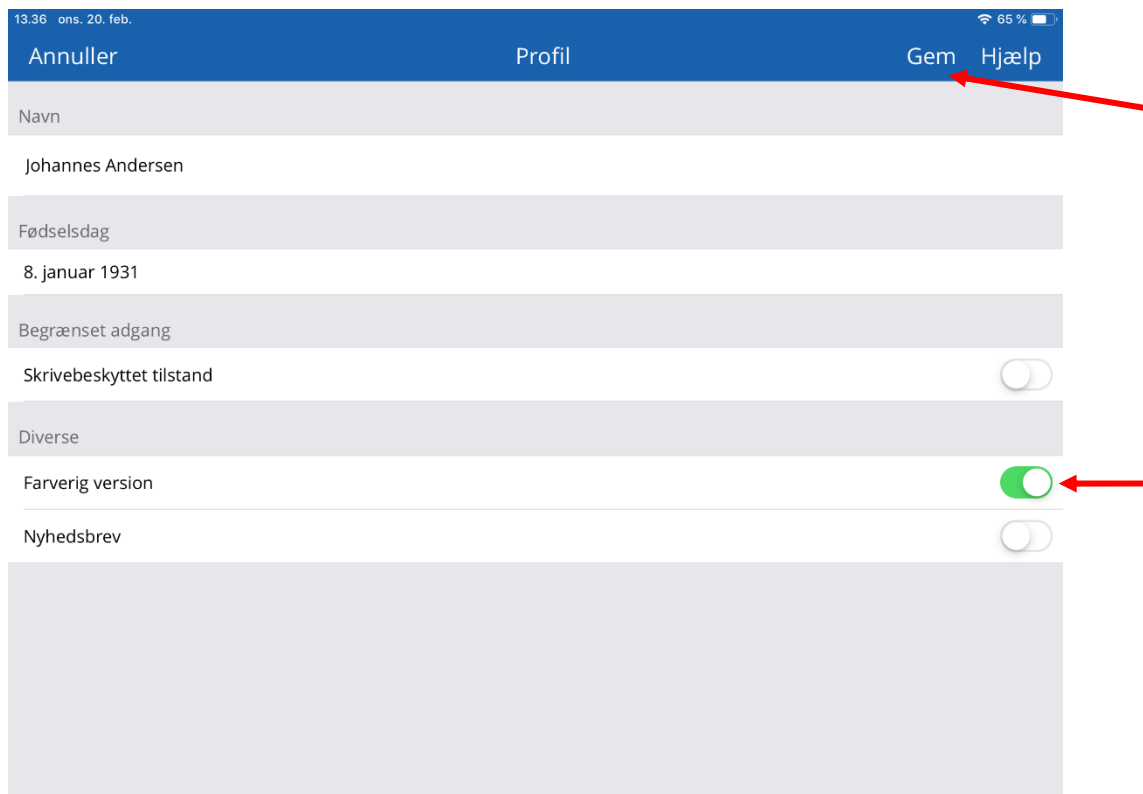 13.36 ons. 20. feb. 65 %
Annuller Profil Gem Hjælp
Navn
Johannes Andersen
Fødselsdag
8. januar 1931
Begrænset adgang
Skrivebeskyttet tilstand
Diverse
Farverig version
Nyhedsbrev